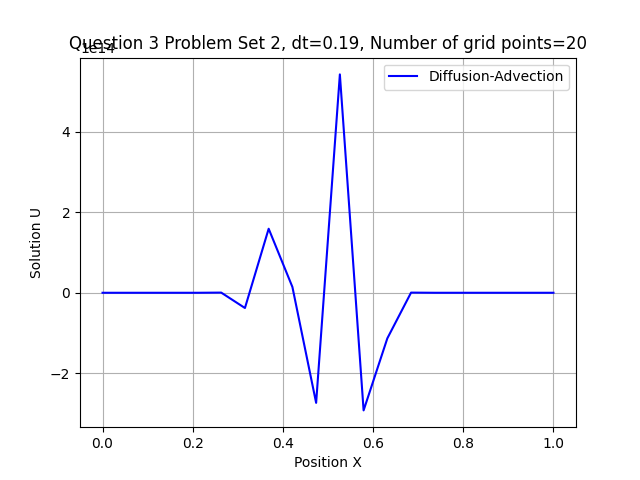 Question 3 Problem Set 2, dt=0.19, Number of grid points=20
1e14
Diffusion-Advection
4
2
0
−2
Solution U
0.0 0.2 0.4 0.6 0.8 1.0
Position X